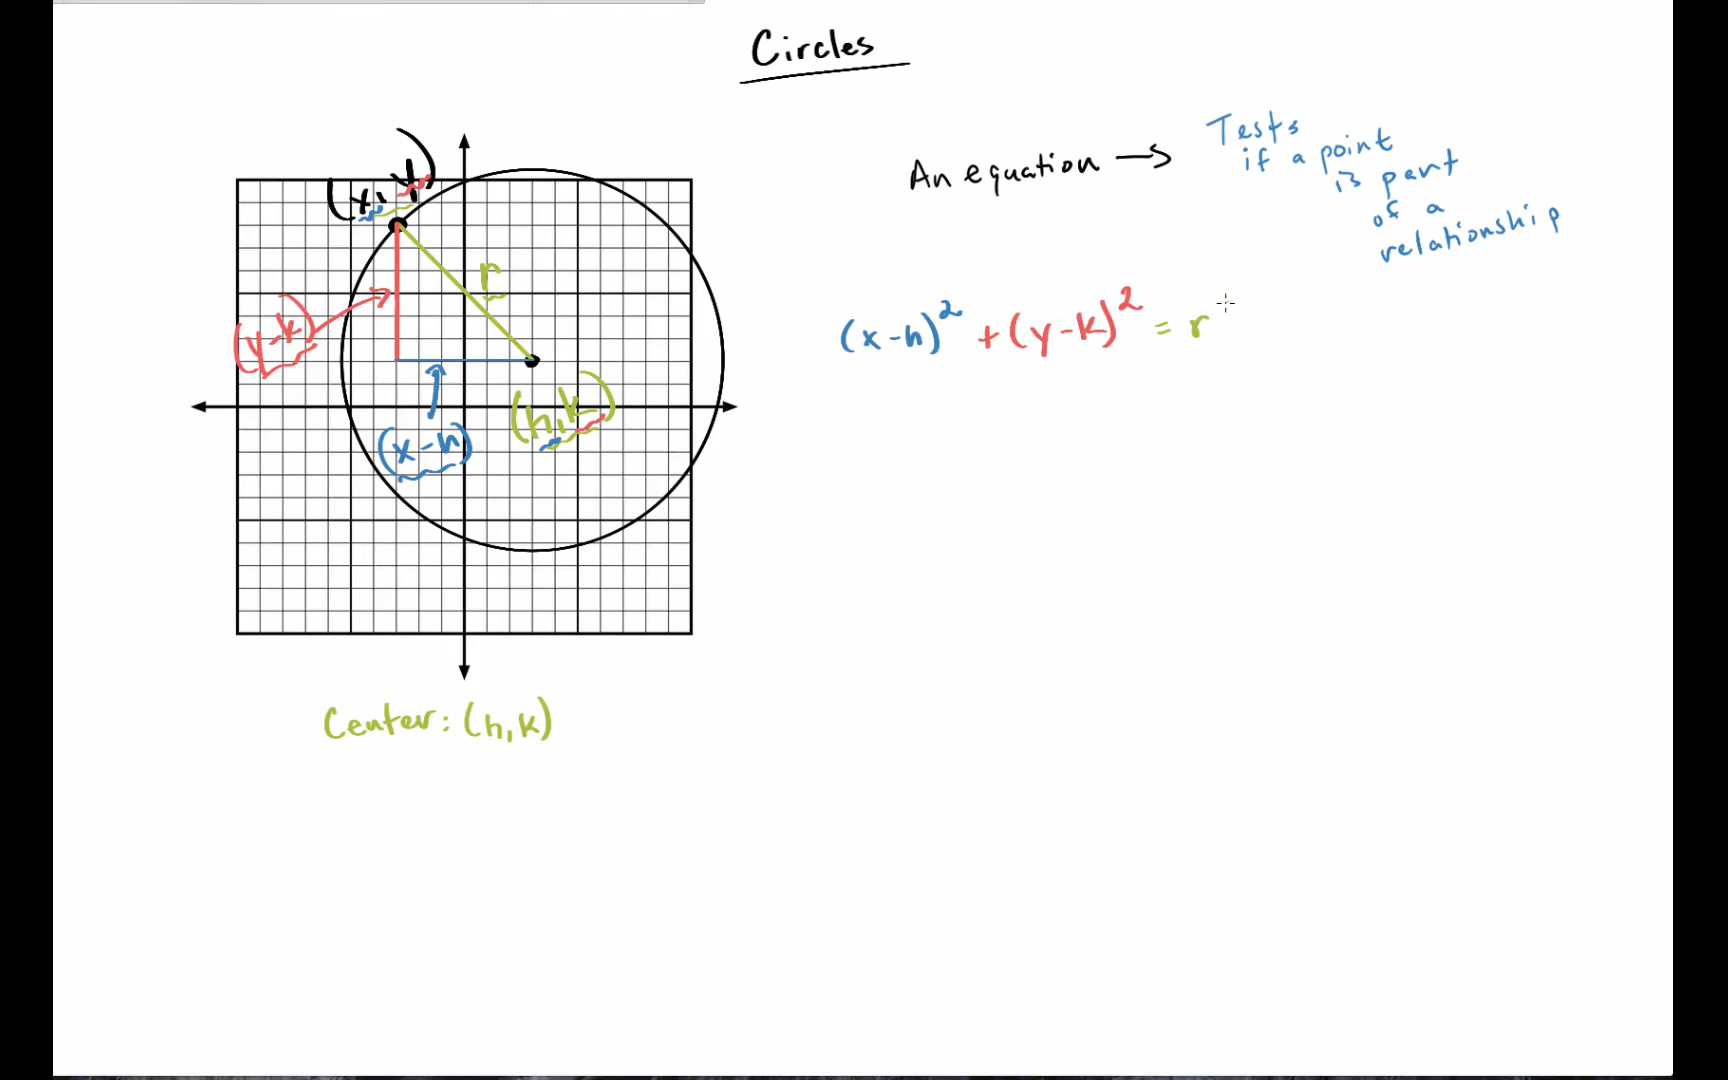 Circles
An equation →
Tests
if a point
is part
of a
relationship
(x, y)
r
(y-k)
(h, k)
(x-h)
(x-h)² + (y-k)² = r
Center: (h, k)